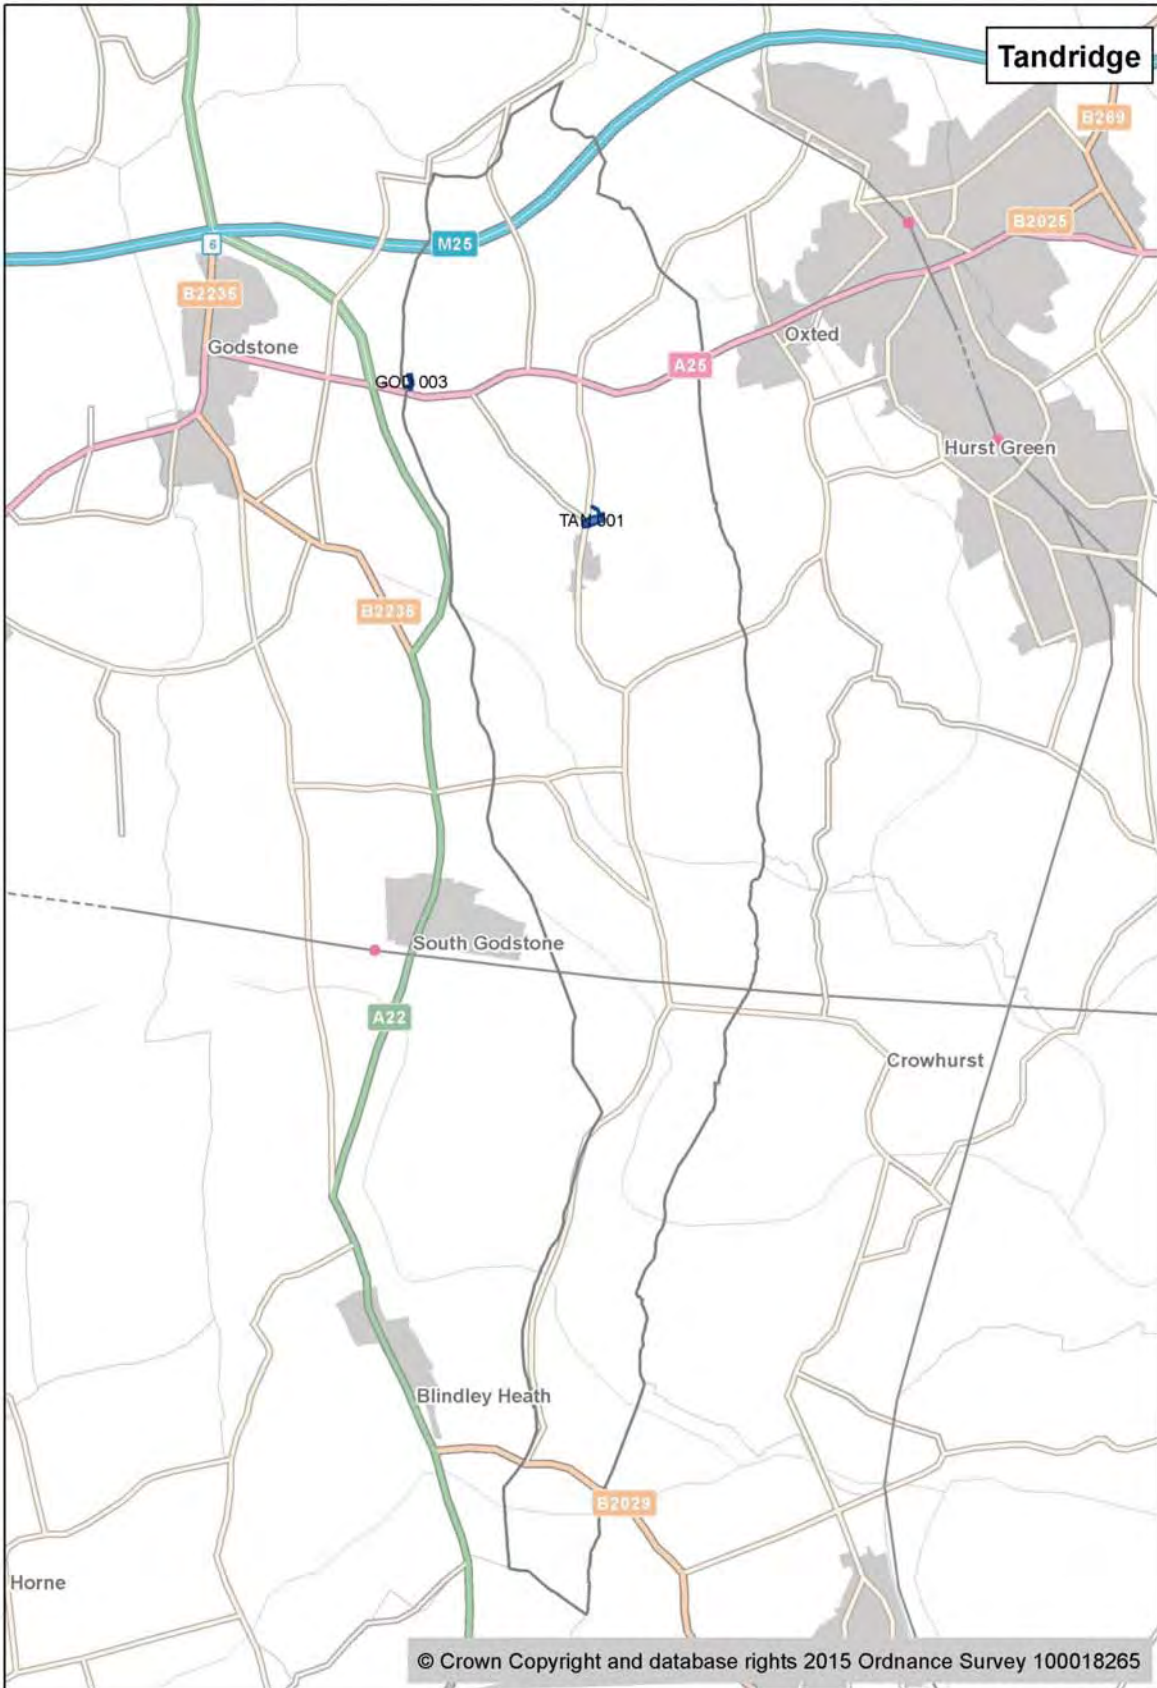 Tandridge
B269
B2025
M25
6
B2235
Godstone
Oxted
A25
GOD 003
Hurst Green
TAN 001
B2236
South Godstone
A22
Crowhurst
Blindley Heath
B2029
Horne
© Crown Copyright and database rights 2015 Ordnance Survey 100018265